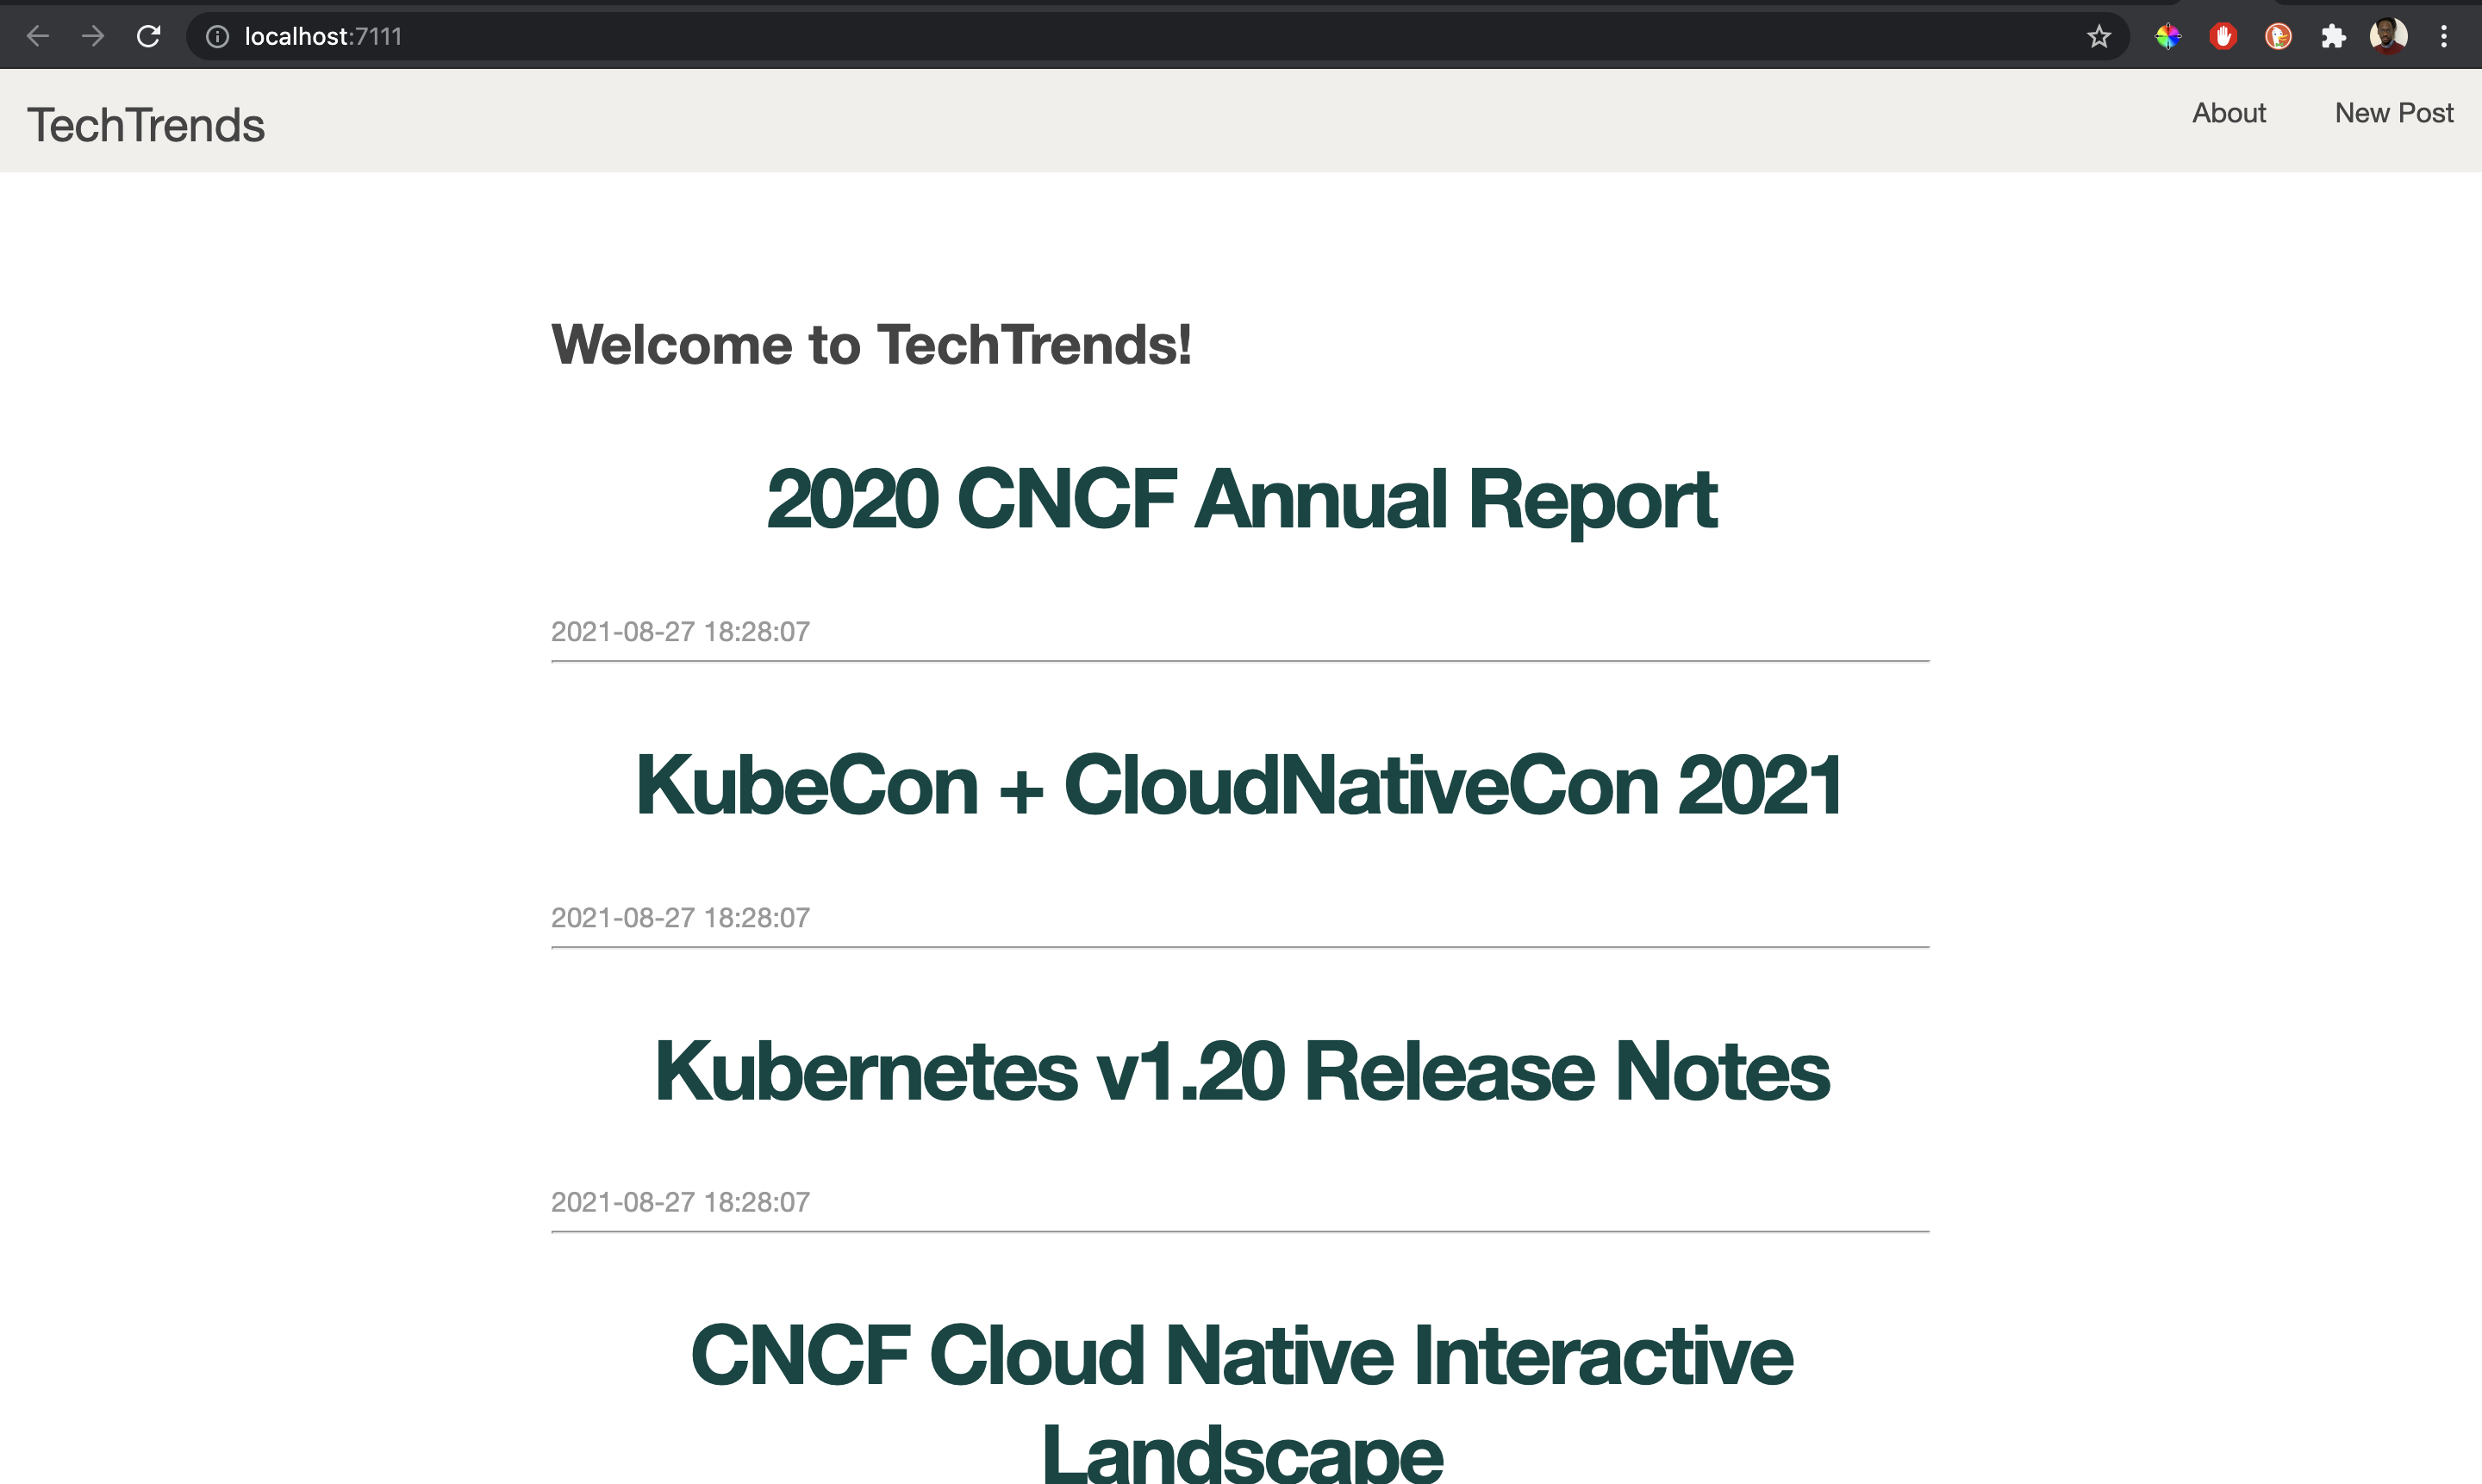 localhost:7111
TechTrends
About
New Post
Welcome to TechTrends!
2020 CNCF Annual Report
2021-08-27 18:28:07
KubeCon + CloudNativeCon 2021
2021-08-27 18:28:07
Kubernetes v1.20 Release Notes
2021-08-27 18:28:07
CNCF Cloud Native Interactive
Landscape